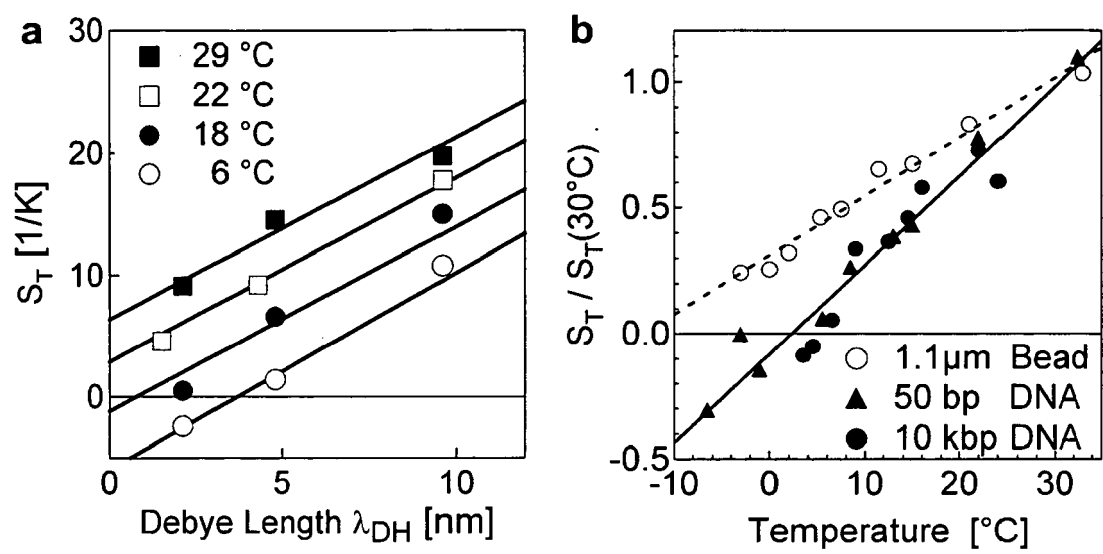 a
30
20
10
0
S_T [1/K]
29 °C
22 °C
18 °C
6 °C
0 5 10
Debye Length λ_DH [nm]
b
1.0
0.5
0.0
-0.5
S_T / S_T(30°C)
1.1µm Bead
50 bp DNA
10 kbp DNA
-10 0 10 20 30
Temperature [°C]